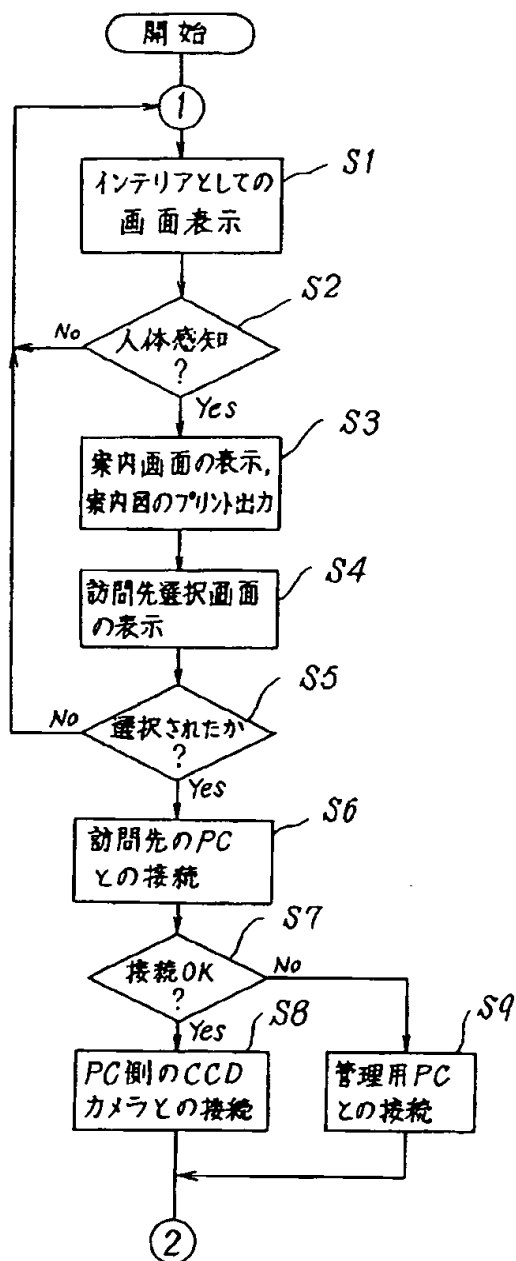 開始
1
インテリアとしての
画面表示
S1
人体感知
?
S2
No
Yes
案内画面の表示,
案内図のプリント出力
S3
訪問先選択画面
の表示
S4
選択されたか
?
S5
No
Yes
訪問先のPC
との接続
S6
接続OK
?
S7
No
Yes
PC側のCCD
カメラとの接続
S8
管理用PC
との接続
S9
2